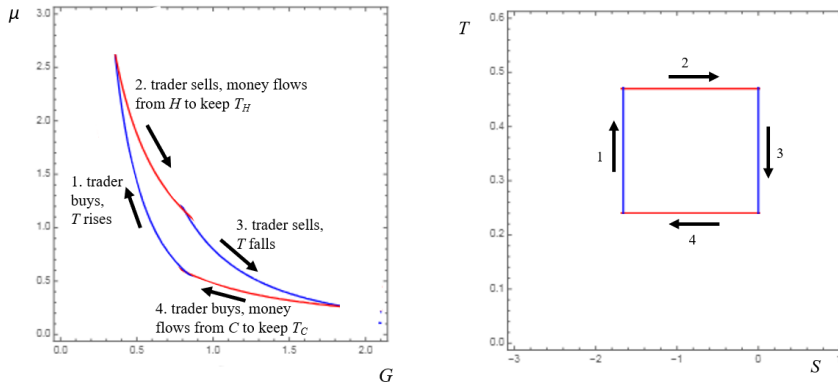 μ
3.0
2.5
2.0
1.5
1.0
0.5
0.0
0.0
0.5
1.0
1.5
2.0
G
2. trader sells, money flows
from H to keep T_H
1. trader
buys,
T rises
3. trader sells,
T falls
4. trader buys, money
flows from C to keep T_C
T
0.6
0.5
0.4
0.3
0.2
0.1
0.0
-3
-2
-1
0
S
2
1
3
4